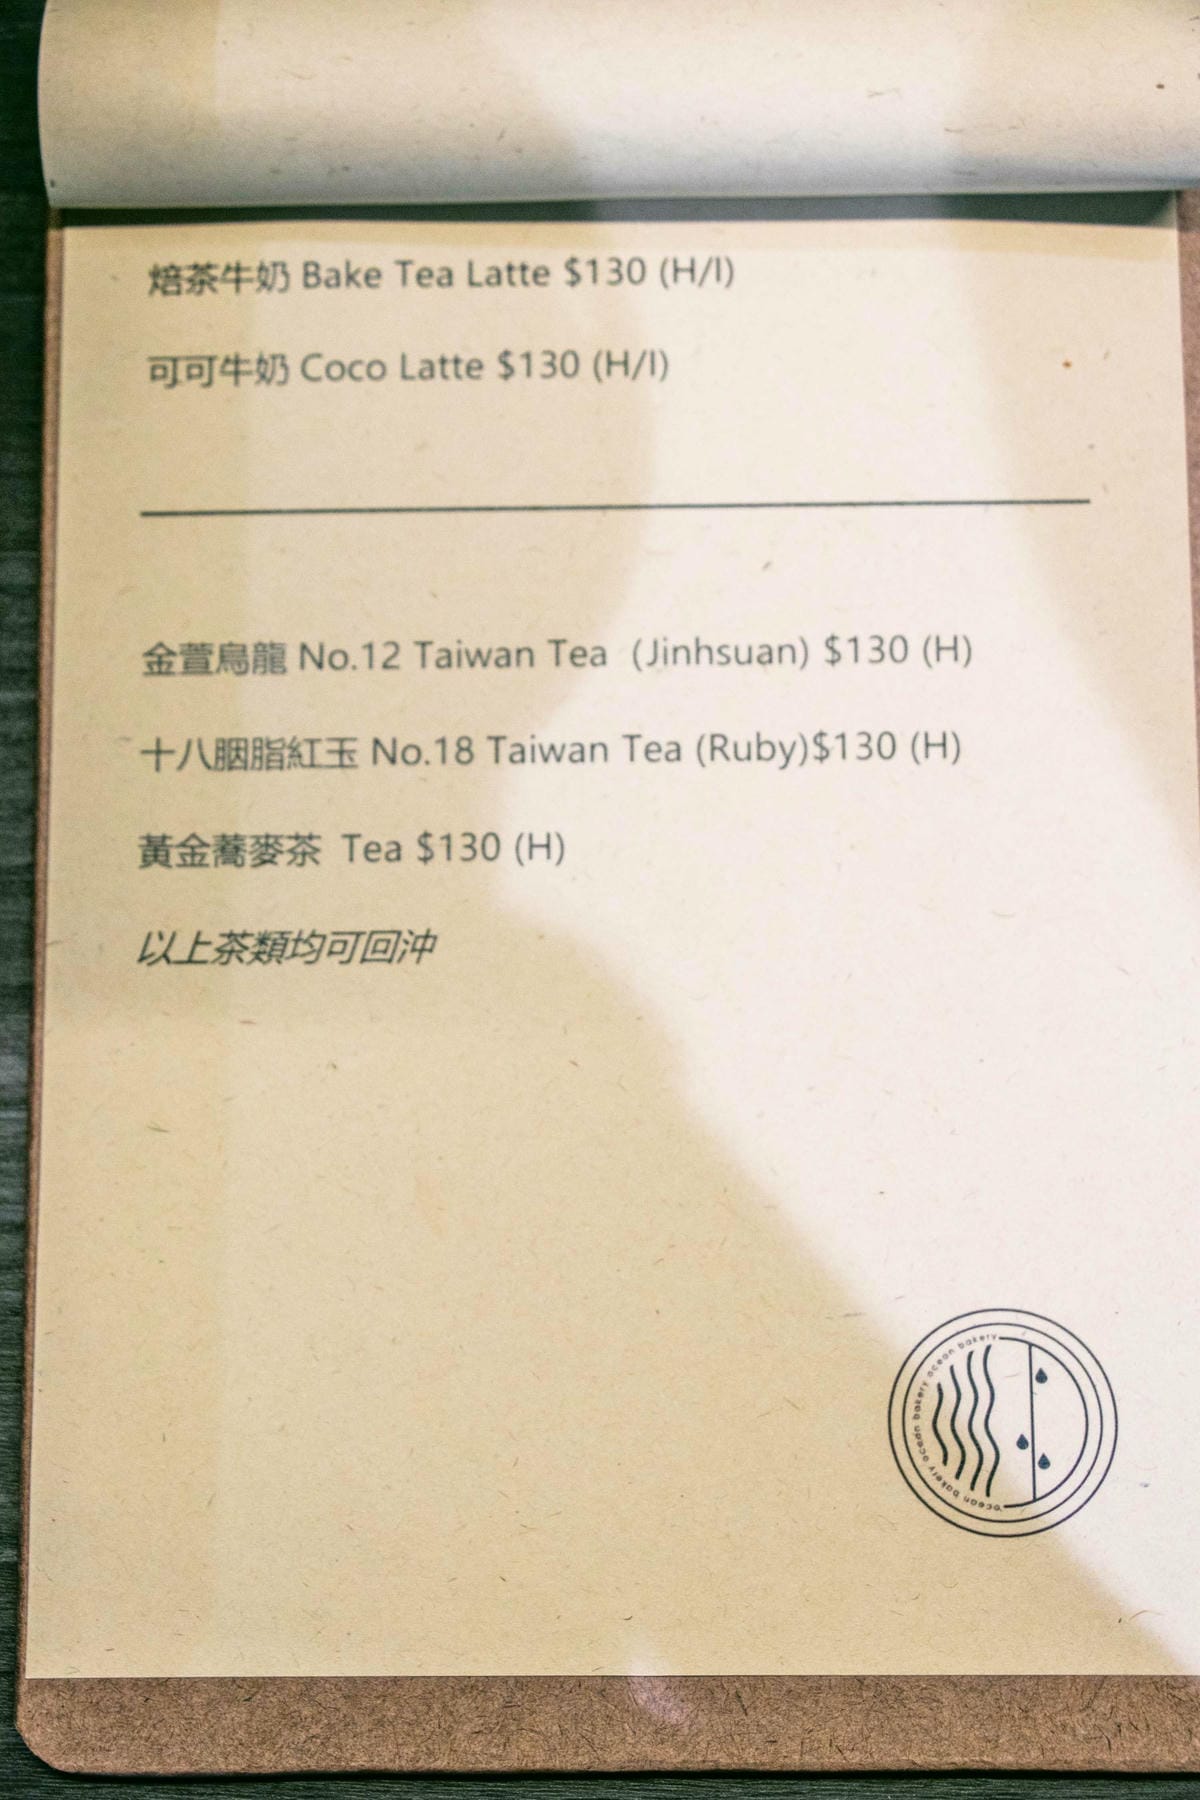 焙茶牛奶 Bake Tea Latte $130 (H/I)
可可牛奶 Coco Latte $130 (H/I)
金萱烏龍 No.12 Taiwan Tea (Jinhsuan) $130 (H)
十八胭脂紅玉 No.18 Taiwan Tea (Ruby)$130 (H)
黃金蕎麥茶 Tea $130 (H)
以上茶類均可回沖
ocean bakery ocean bakery ocean bakery